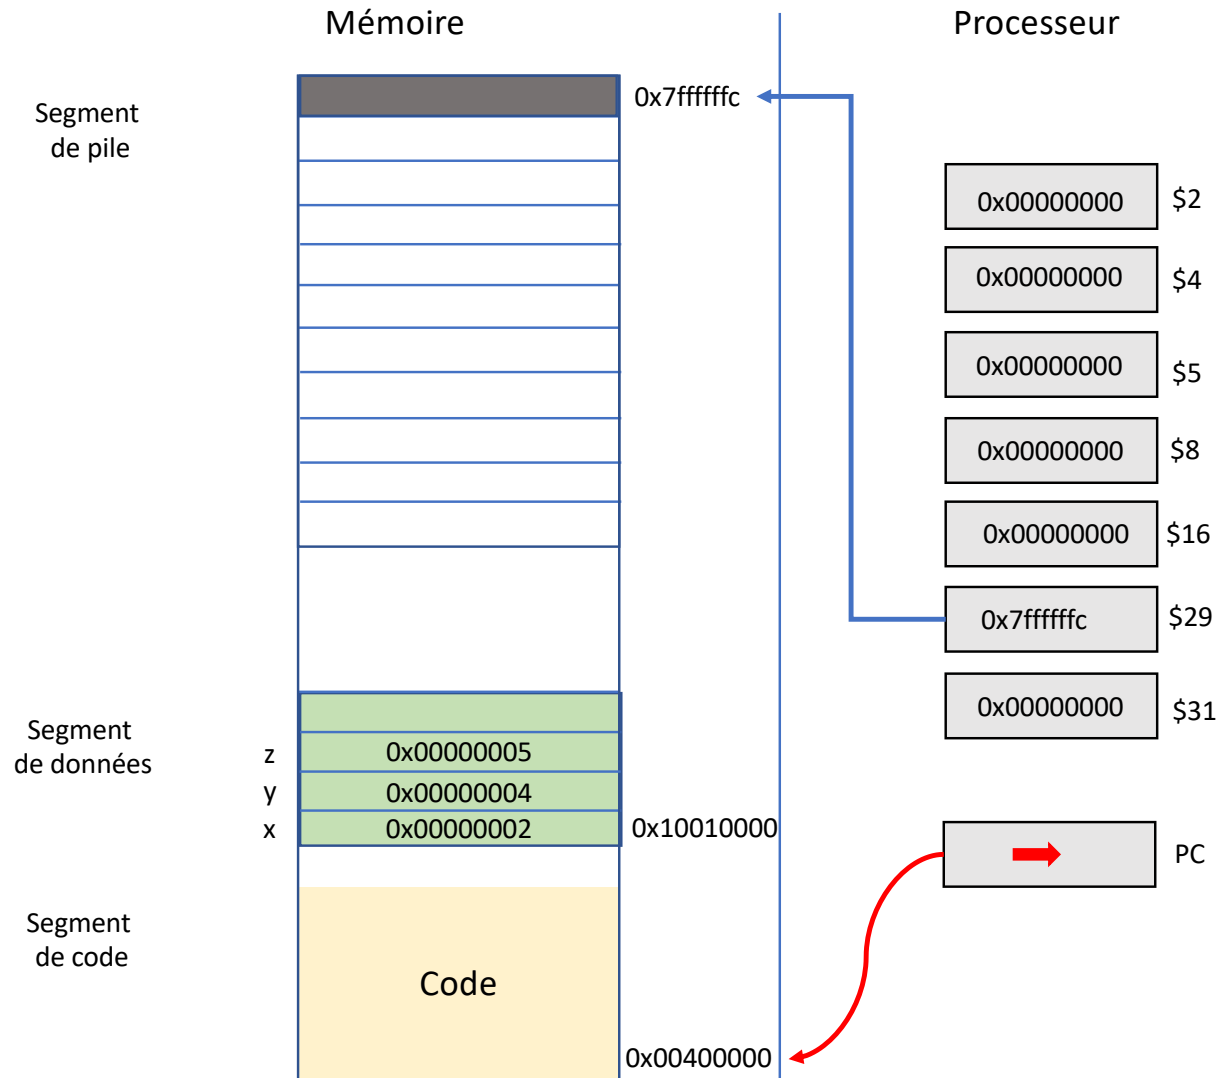 Mémoire
Processeur
Segment
de pile
0x7ffffffc
0x00000000 $2
0x00000000 $4
0x00000000 $5
0x00000000 $8
0x00000000 $16
0x7ffffffc $29
0x00000000 $31
Segment
de données
z 0x00000005
y 0x00000004
x 0x00000002 0x10010000
PC
Segment
de code
Code
0x00400000